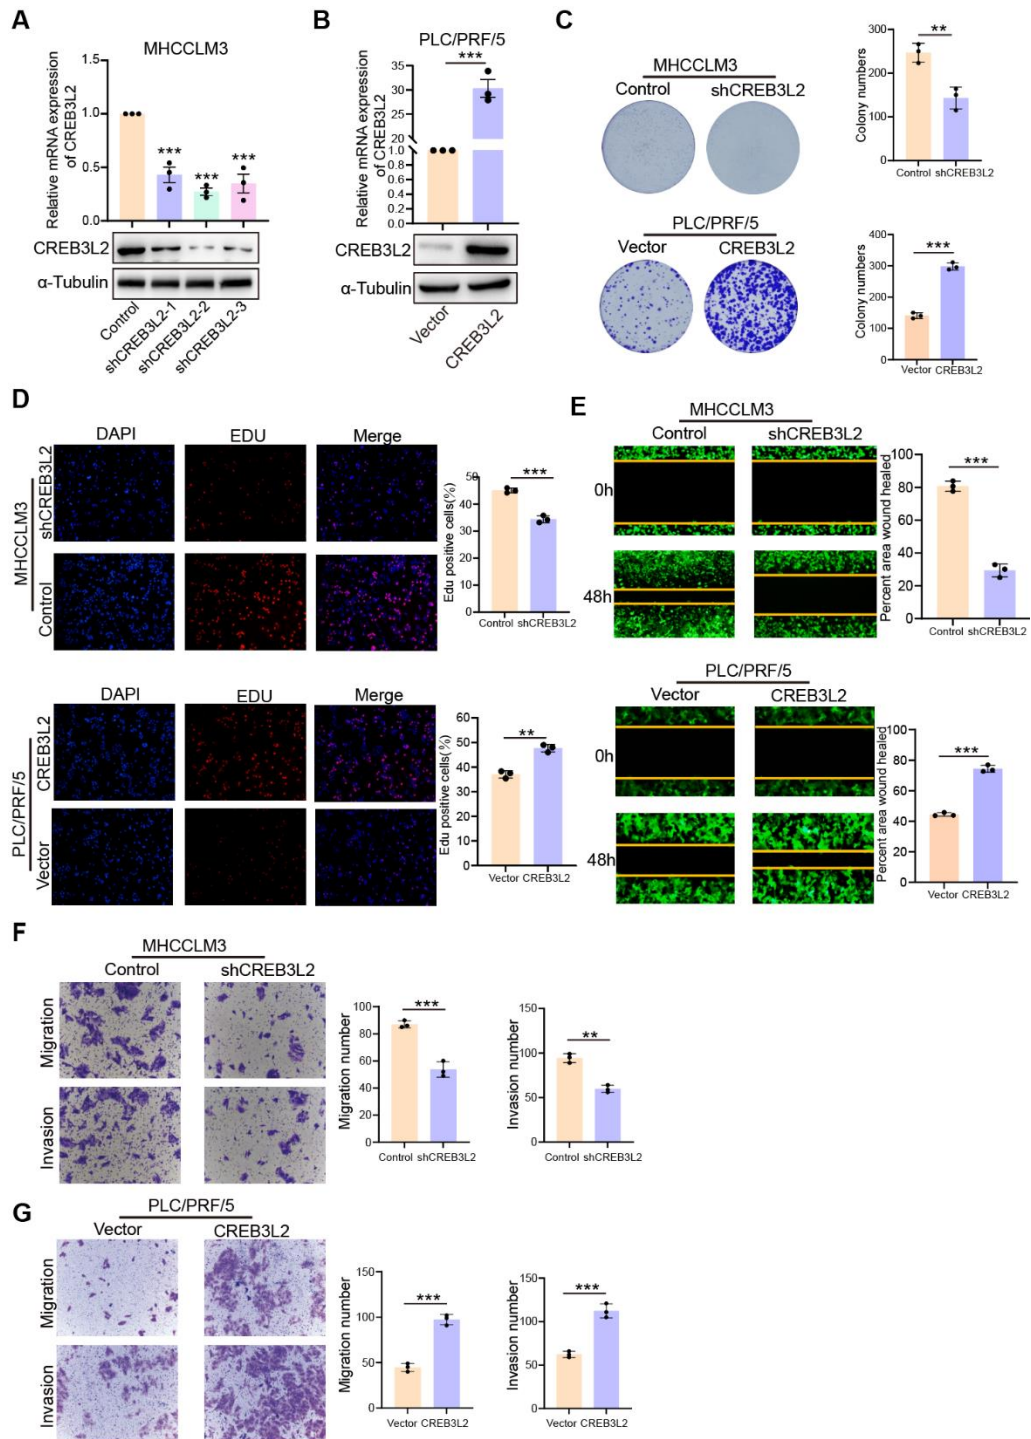 A
MHCCLM3
Relative mRNA expression
of CREB3L2
1.5
1.0
0.5
0.0
***
***
***
CREB3L2
α-Tubulin
Control
shCREB3L2-1
shCREB3L2-2
shCREB3L2-3
B
PLC/PRF/5
***
Relative mRNA expression
of CREB3L2
35
30
25
20
15
1.0
0.8
0.6
0.4
0.2
0.0
CREB3L2
α-Tubulin
Vector
CREB3L2
C
MHCCLM3
Control
shCREB3L2
Colony numbers
300
200
100
0
**
Control shCREB3L2
PLC/PRF/5
Vector
CREB3L2
Colony numbers
400
300
200
100
***
Vector CREB3L2
D
DAPI
EDU
Merge
MHCCLM3
shCREB3L2
Control
Edu positive cells(%)
50
40
30
20
10
0
***
Control shCREB3L2
DAPI
EDU
Merge
PLC/PRF/5
CREB3L2
Vector
Edu positive cells(%)
60
40
30
20
10
0
**
Vector CREB3L2
E
MHCCLM3
Control
shCREB3L2
0h
48h
Percent area wound healed
100
80
60
40
20
0
***
Control shCREB3L2
PLC/PRF/5
Vector
CREB3L2
0h
48h
Percent area wound healed
100
80
60
40
20
0
***
Vector CREB3L2
F
MHCCLM3
Control
shCREB3L2
Migration
Invasion
Migration number
100
80
60
40
20
0
***
Control shCREB3L2
Invasion number
150
100
50
0
**
Control shCREB3L2
G
PLC/PRF/5
Vector
CREB3L2
Migration
Invasion
Migration number
150
100
50
0
***
Vector CREB3L2
Invasion number
150
100
50
0
***
Vector CREB3L2